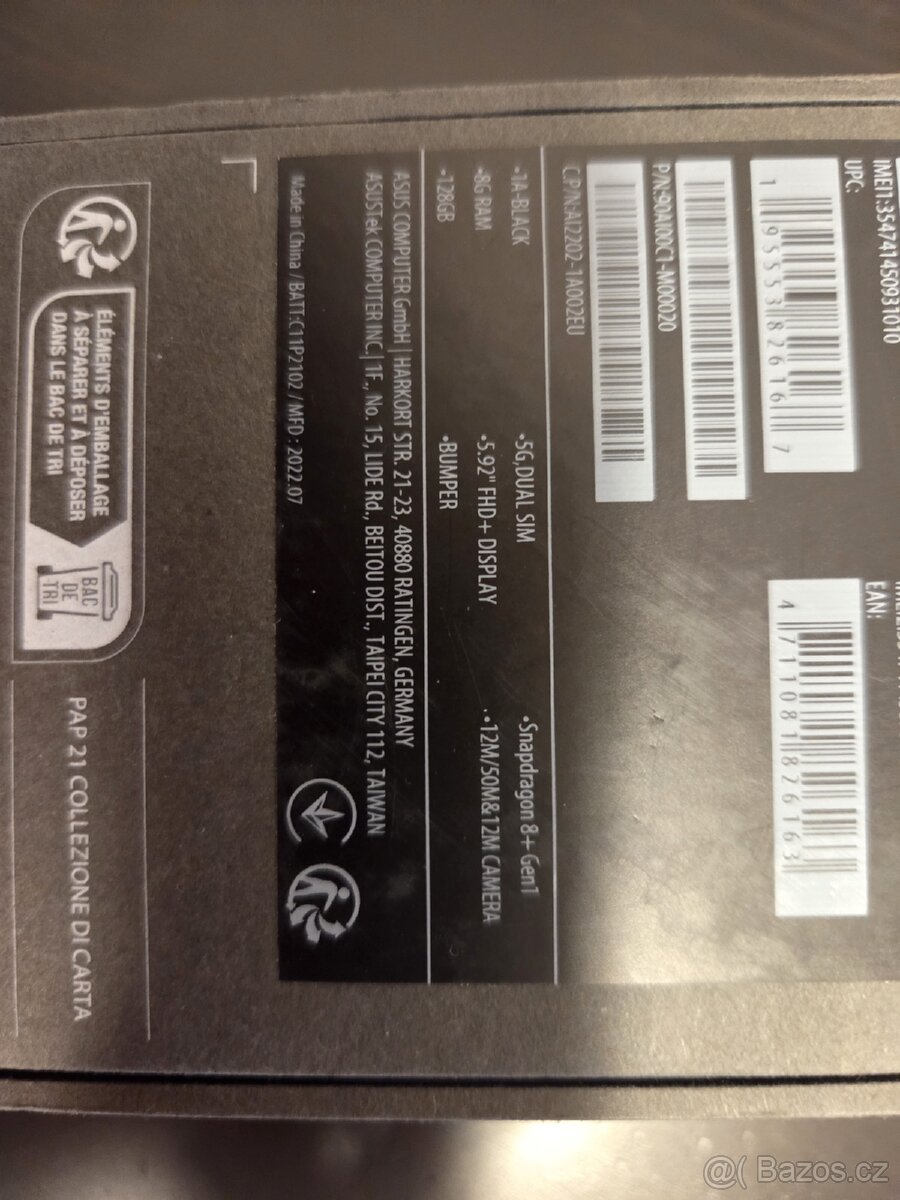 IMEI1:354741450931010
UPC:
1 95553 82616 7
EAN:
4 711081 826163
P/N:90AI00C1-M00020
C.P/N:AI2202-1A002EU
•1A-BLACK
•5G,DUAL SIM
•Snapdragon 8+ Gen1
•8G RAM
•5.92" FHD+ DISPLAY
•12M/50M&12M CAMERA
•128GB
•BUMPER
ASUS COMPUTER GmbH | HARKORT STR. 21-23, 40880 RATINGEN, GERMANY
ASUSTek COMPUTER INC. | 1F., No. 15, LIDE Rd., BEITOU DIST., TAIPEI CITY 112, TAIWAN
Made in China / BATT:C11P2102 / MFD : 2022.07
ÉLÉMENTS D'EMBALLAGE
À SÉPARER ET À DÉPOSER
DANS LE BAC DE TRI
BAC
DE
TRI
PAP 21 COLLEZIONE DI CARTA
@( Bazos.cz